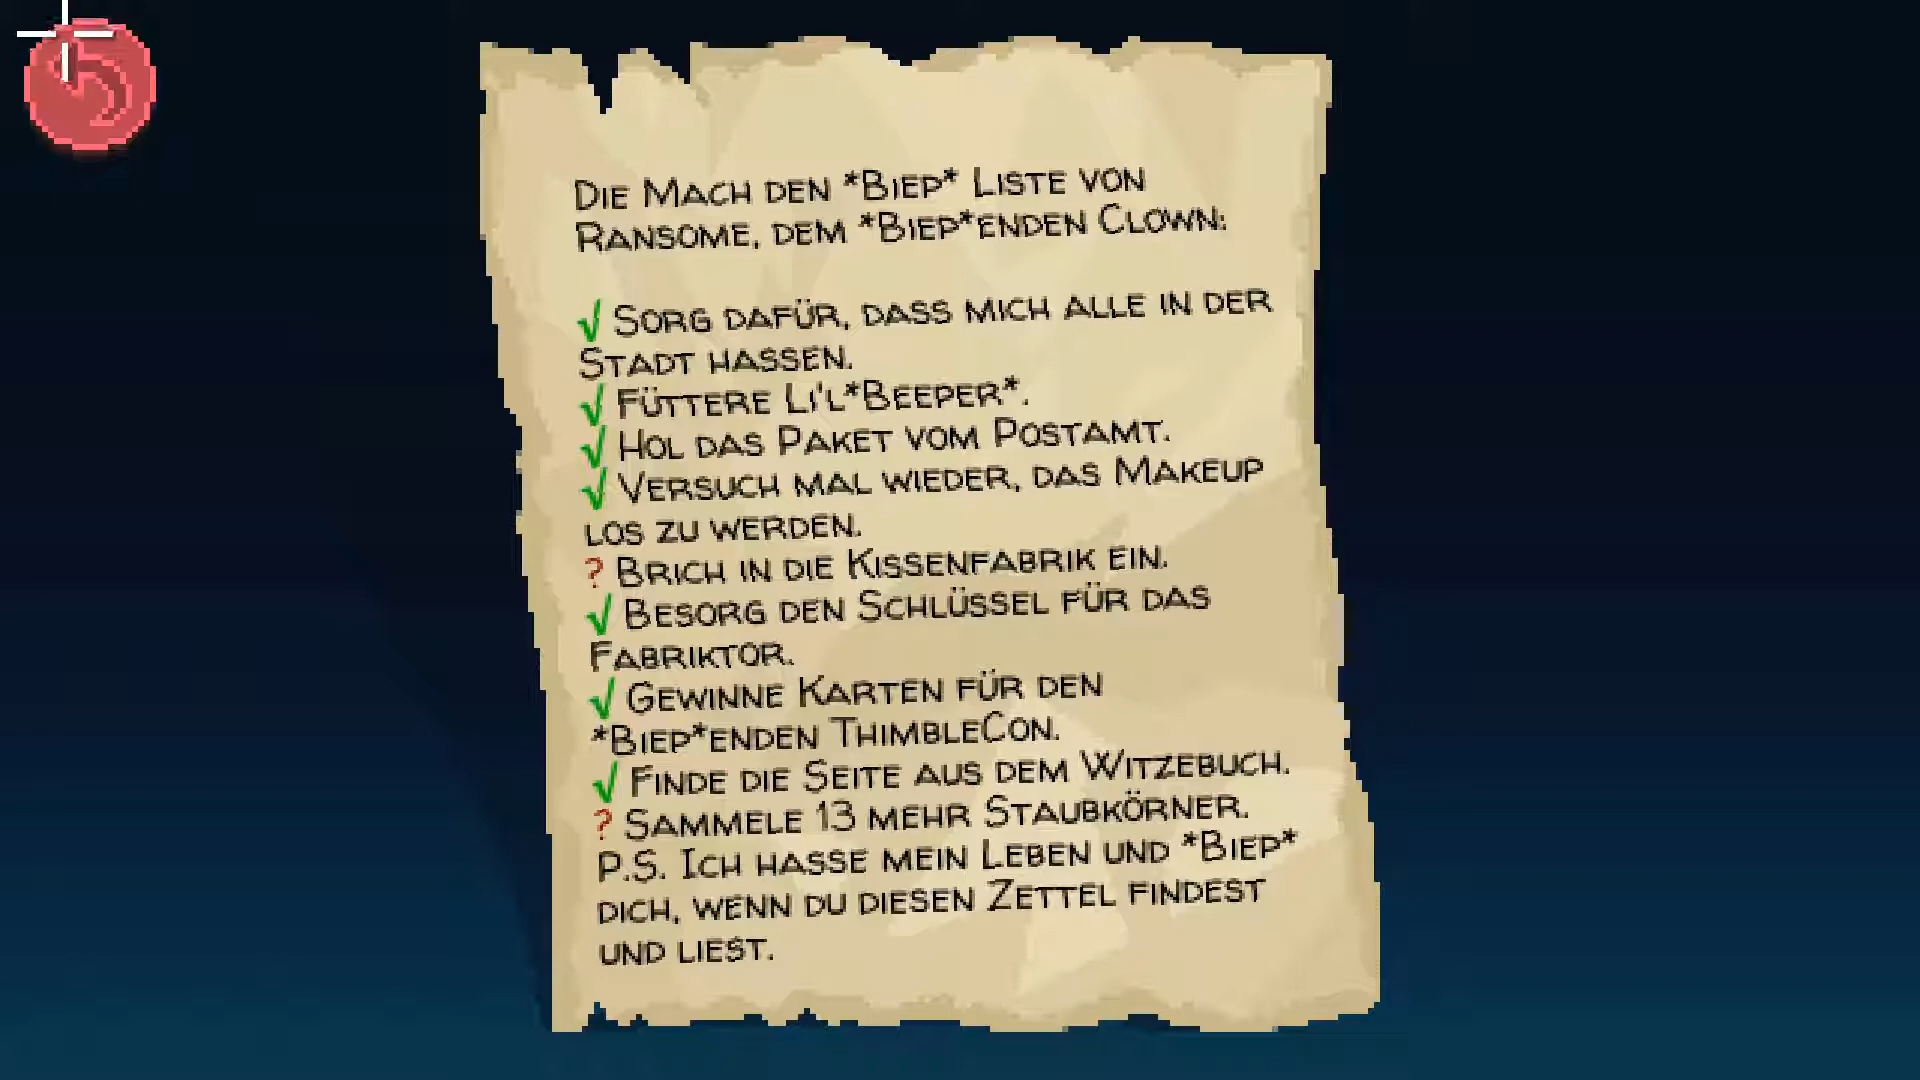 Die Mach den *Biep* Liste von
Ransome, dem *Biep*enden Clown:
√ Sorg dafür, dass mich alle in der
Stadt hassen.
√ Füttere Li'l*Beeper*.
√ Hol das Paket vom Postamt.
√ Versuch mal wieder, das Makeup
los zu werden.
? Brich in die Kissenfabrik ein.
√ Besorg den Schlüssel für das
Fabriktor.
√ Gewinne Karten für den
*Biep*enden ThimbleCon.
√ Finde die Seite aus dem Witzebuch.
? Sammele 13 mehr Staubkörner.
P.S. Ich hasse mein Leben und *Biep*
dich, wenn du diesen Zettel findest
und liest.